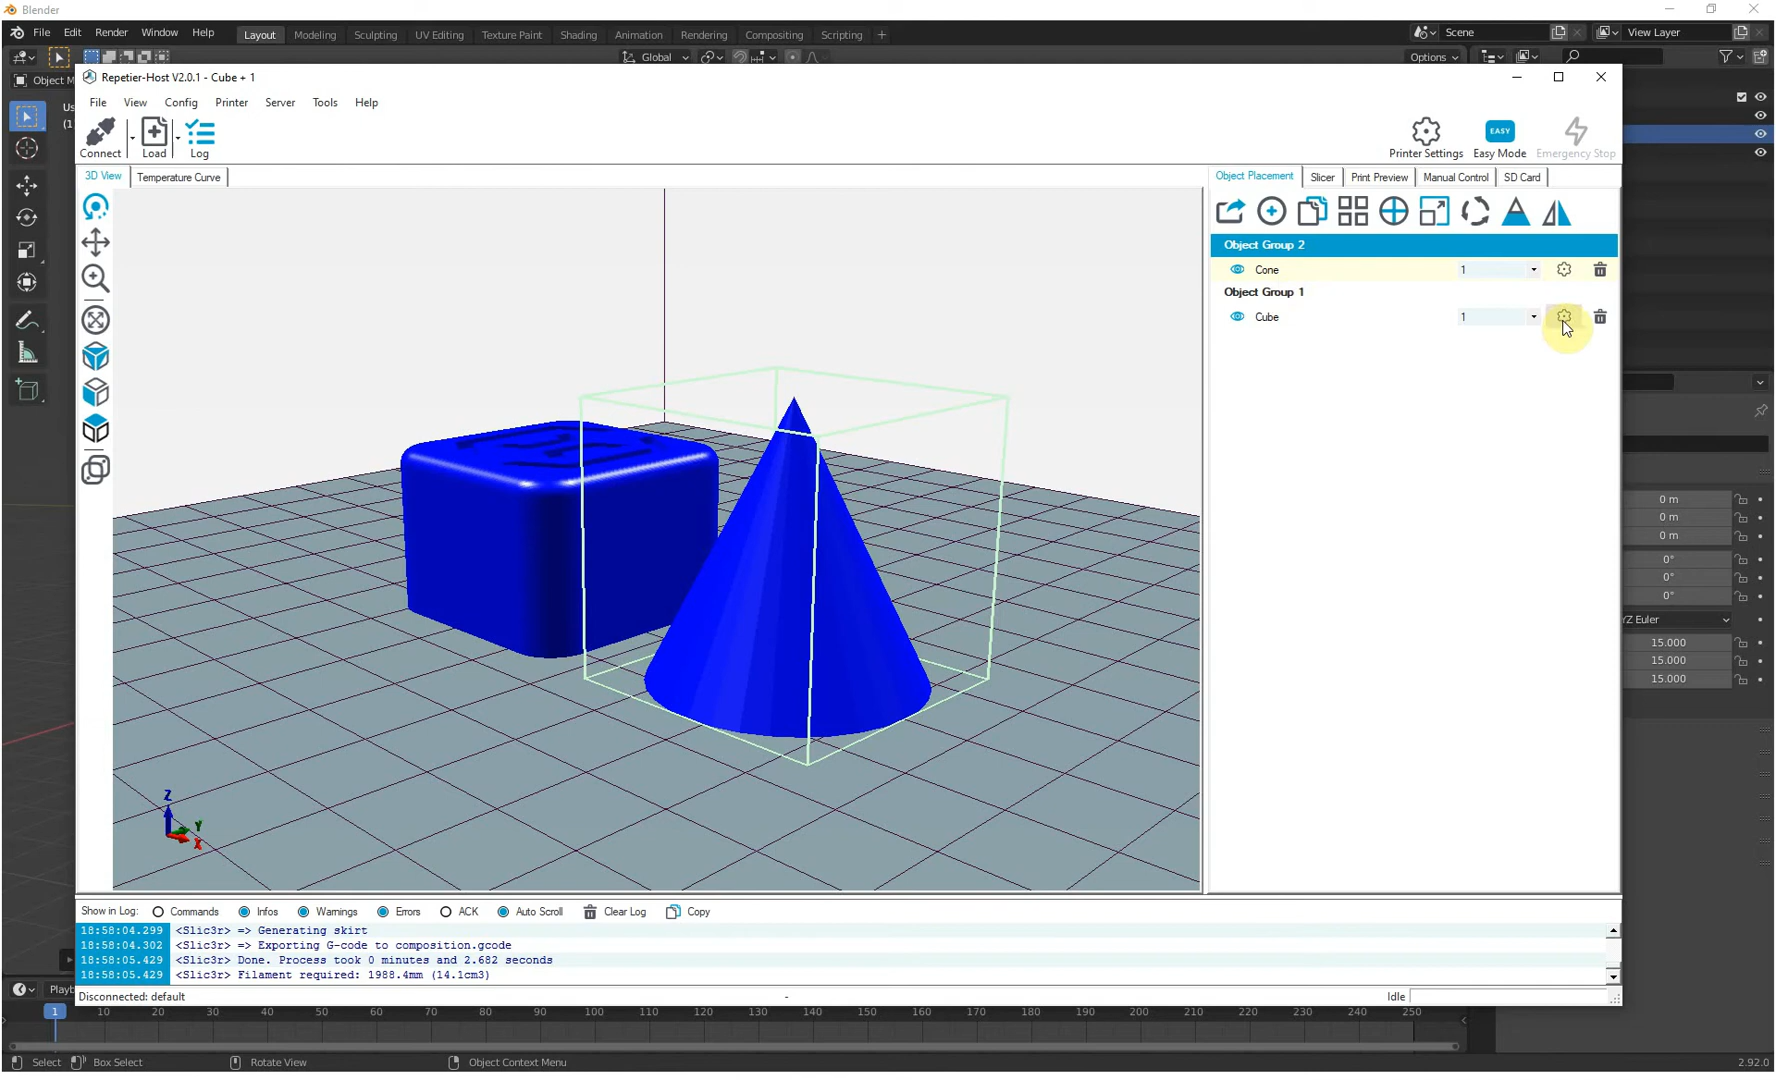 Blender
File Edit Render Window Help Layout Modeling Sculpting UV Editing Texture Paint Shading Animation Rendering Compositing Scripting + Scene View Layer
Global Options
Object M
Repetier-Host V2.0.1 - Cube + 1
File View Config Printer Server Tools Help
EASY
Connect Load Log Printer Settings Easy Mode Emergency Stop
3D View Temperature Curve Object Placement Slicer Print Preview Manual Control SD Card
Us
(1
Object Group 2
Cone 1
Object Group 1
Cube 1
0 m
0 m
0 m
0°
0°
0°
YZ Euler
15.000
15.000
15.000
Z
Y
X
Show in Log: Commands Infos Warnings Errors ACK Auto Scroll Clear Log Copy
18:58:04.299 <Slic3r> => Generating skirt
18:58:04.302 <Slic3r> => Exporting G-code to composition.gcode
18:58:05.429 <Slic3r> Done. Process took 0 minutes and 2.682 seconds
18:58:05.429 <Slic3r> Filament required: 1988.4mm (14.1cm3)
Playb
Disconnected: default - Idle
1 10 20 30 40 50 60 70 80 90 100 110 120 130 140 150 160 170 180 190 200 210 220 230 240 250
Select Box Select Rotate View Object Context Menu 2.92.0